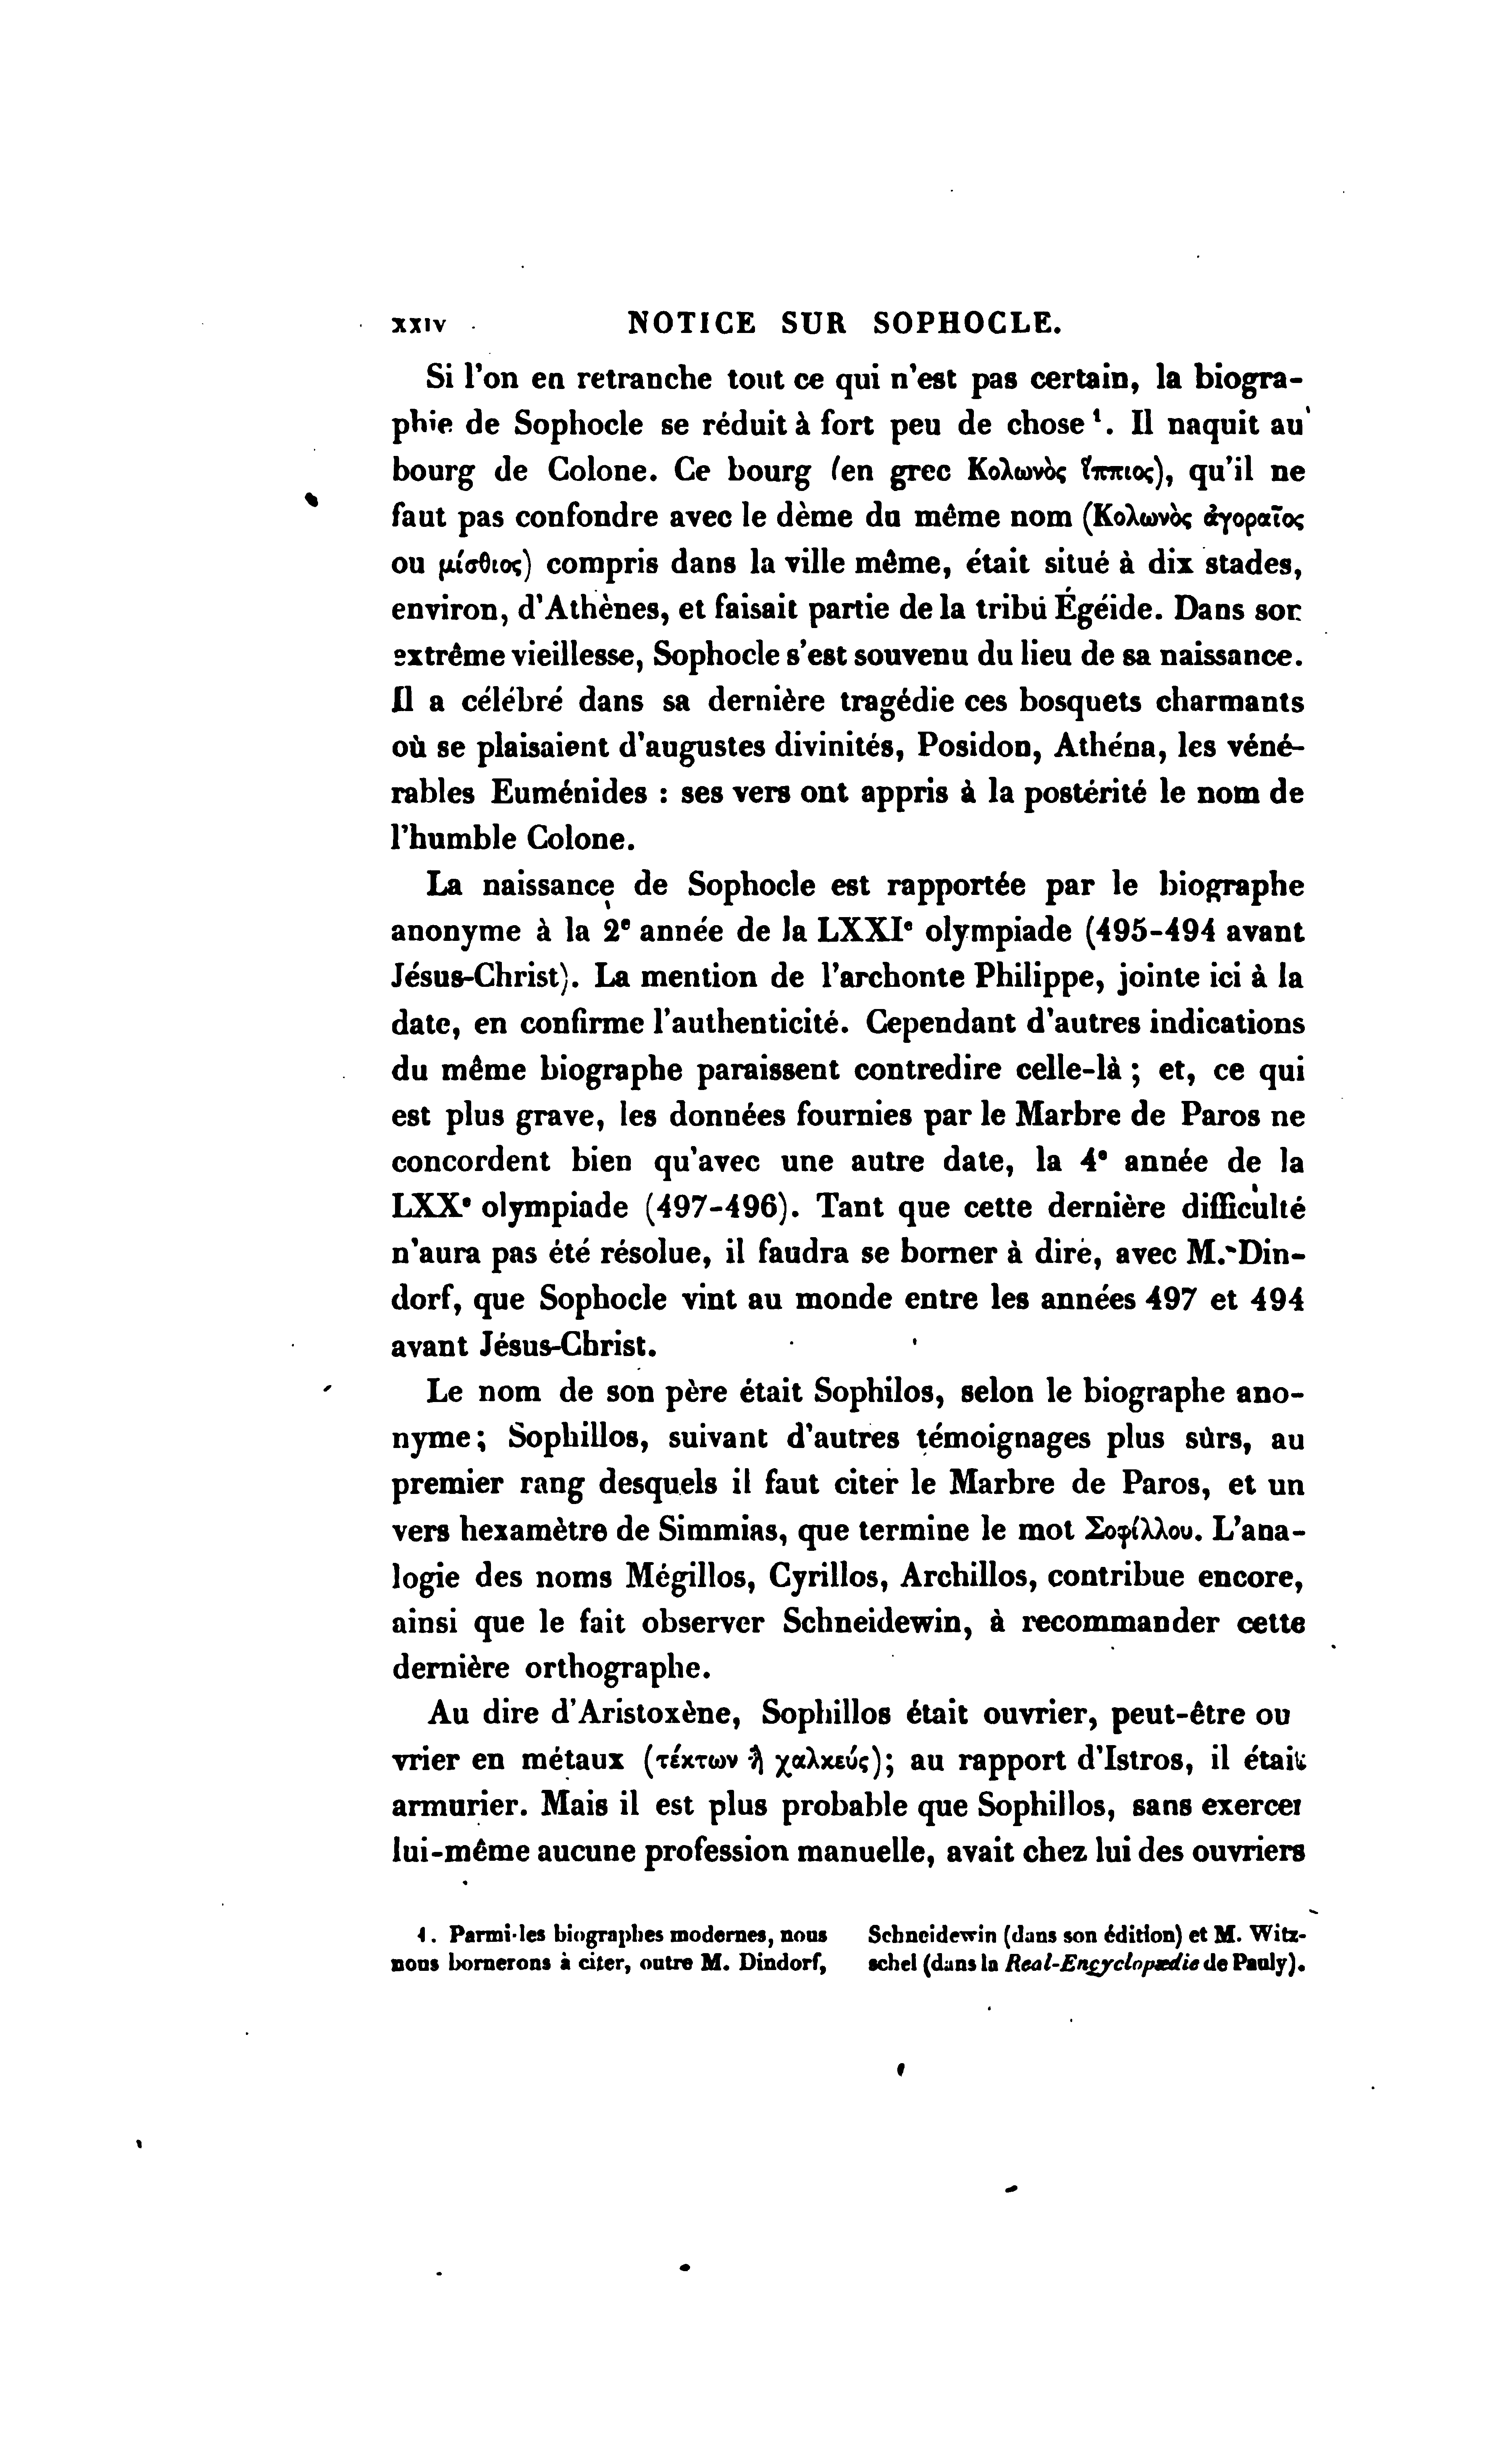 xxiv NOTICE SUR SOPHOCLE.
Si l'on en retranche tout ce qui n'est pas certain, la biogra-
phie de Sophocle se réduit à fort peu de chose¹. Il naquit au
bourg de Colone. Ce bourg (en grec Κολωνὸς ἵππιος), qu'il ne
faut pas confondre avec le dème du même nom (Κολωνὸς ἀγοραῖος
ou μίσθιος) compris dans la ville même, était situé à dix stades,
environ, d'Athènes, et faisait partie de la tribu Égéide. Dans son
extrême vieillesse, Sophocle s'est souvenu du lieu de sa naissance.
Il a célébré dans sa dernière tragédie ces bosquets charmants
où se plaisaient d'augustes divinités, Posidon, Athéna, les véné-
rables Euménides : ses vers ont appris à la postérité le nom de
l'humble Colone.
La naissance de Sophocle est rapportée par le biographe
anonyme à la 2ᵉ année de la LXXIᵉ olympiade (495-494 avant
Jésus-Christ). La mention de l'archonte Philippe, jointe ici à la
date, en confirme l'authenticité. Cependant d'autres indications
du même biographe paraissent contredire celle-là ; et, ce qui
est plus grave, les données fournies par le Marbre de Paros ne
concordent bien qu'avec une autre date, la 4ᵉ année de la
LXXᵉ olympiade (497-496). Tant que cette dernière difficulté
n'aura pas été résolue, il faudra se borner à dire, avec M. Din-
dorf, que Sophocle vint au monde entre les années 497 et 494
avant Jésus-Christ.
Le nom de son père était Sophilos, selon le biographe ano-
nyme ; Sophillos, suivant d'autres témoignages plus sûrs, au
premier rang desquels il faut citer le Marbre de Paros, et un
vers hexamètre de Simmias, que termine le mot Σοφίλλου. L'ana-
logie des noms Mégillos, Cyrillos, Archillos, contribue encore,
ainsi que le fait observer Schneidewin, à recommander cette
dernière orthographe.
Au dire d'Aristoxène, Sophillos était ouvrier, peut-être ou
vrier en métaux (τέκτων ἢ χαλκεύς); au rapport d'Istros, il était
armurier. Mais il est plus probable que Sophillos, sans exercer
lui-même aucune profession manuelle, avait chez lui des ouvriers
1. Parmi les biographes modernes, nous
nous bornerons à citer, outre M. Dindorf,
Schneidewin (dans son édition) et M. Witz-
schel (dans la Real-Encyclopædie de Pauly).